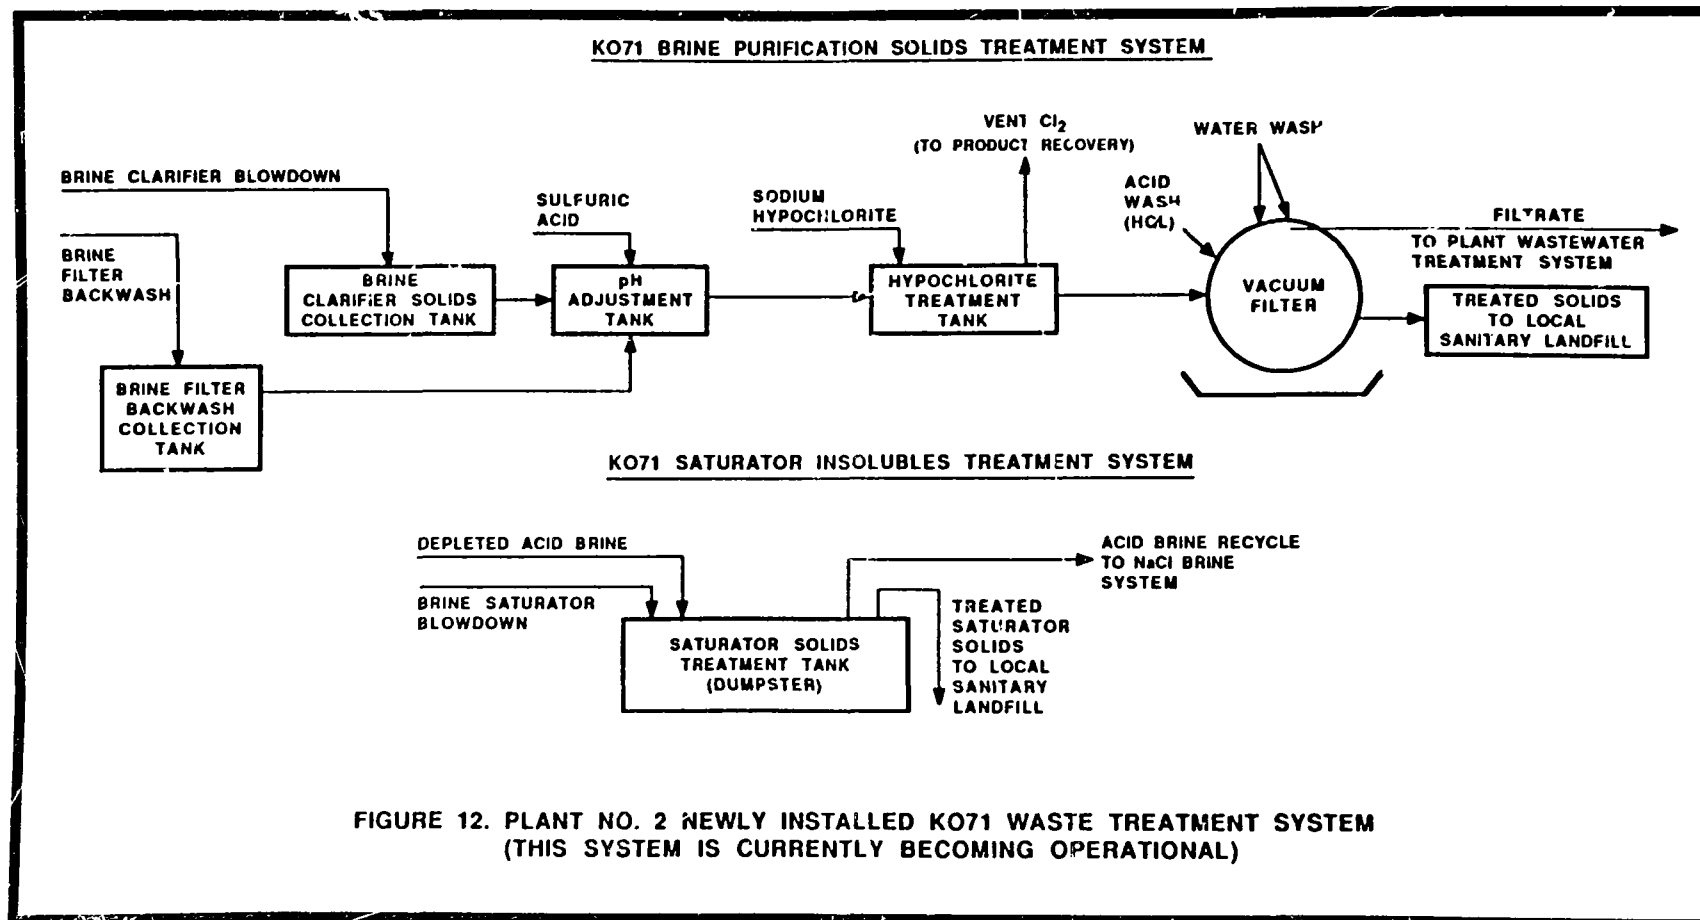 KO71 BRINE PURIFICATION SOLIDS TREATMENT SYSTEM
VENT Cl2
(TO PRODUCT RECOVERY)
WATER WASH
BRINE CLARIFIER BLOWDOWN
SULFURIC
ACID
SODIUM
HYPOCHLORITE
ACID
WASH
(HCL)
FILTRATE
TO PLANT WASTEWATER
TREATMENT SYSTEM
BRINE
FILTER
BACKWASH
BRINE
CLARIFIER SOLIDS
COLLECTION TANK
pH
ADJUSTMENT
TANK
HYPOCHLORITE
TREATMENT
TANK
VACUUM
FILTER
TREATED SOLIDS
TO LOCAL
SANITARY LANDFILL
BRINE FILTER
BACKWASH
COLLECTION
TANK
KO71 SATURATOR INSOLUBLES TREATMENT SYSTEM
DEPLETED ACID BRINE
BRINE SATURATOR
BLOWDOWN
ACID BRINE RECYCLE
TO NaCl BRINE
SYSTEM
SATURATOR SOLIDS
TREATMENT TANK
(DUMPSTER)
TREATED
SATURATOR
SOLIDS
TO LOCAL
SANITARY
LANDFILL
FIGURE 12. PLANT NO. 2 NEWLY INSTALLED KO71 WASTE TREATMENT SYSTEM
(THIS SYSTEM IS CURRENTLY BECOMING OPERATIONAL)